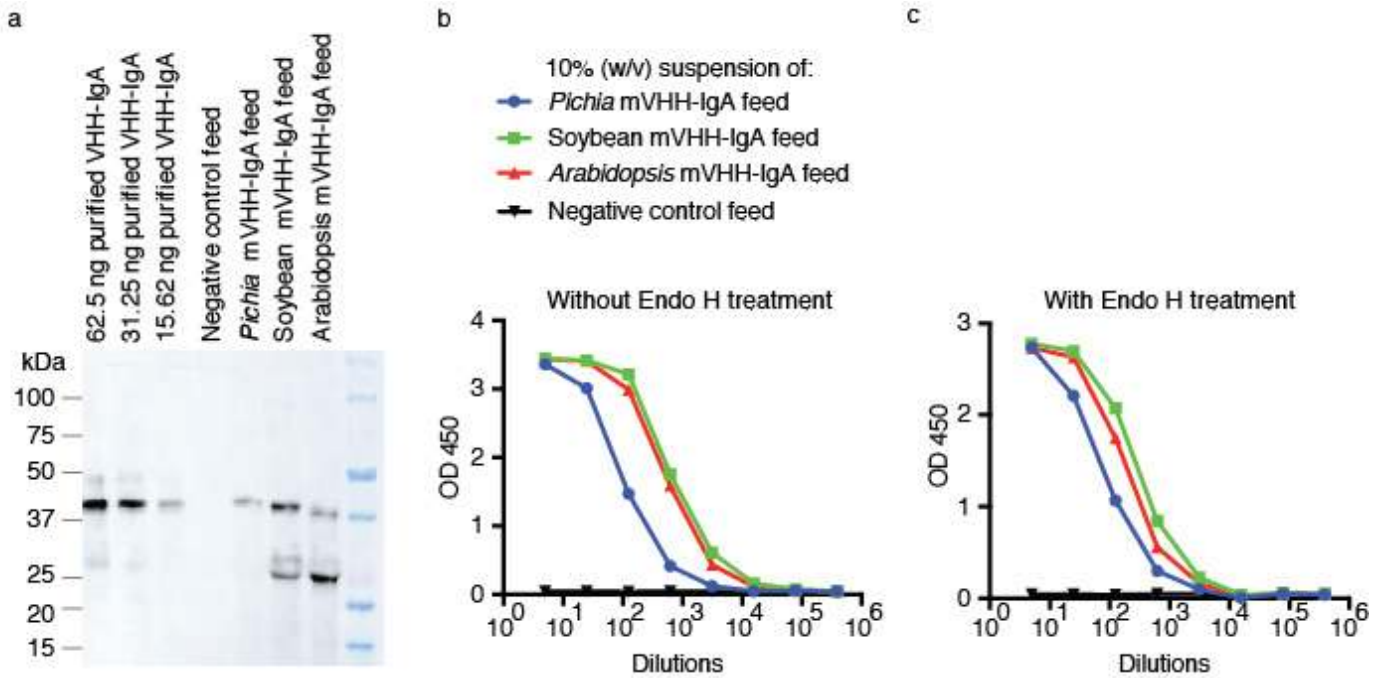 a
62.5 ng purified VHH-IgA
31.25 ng purified VHH-IgA
15.62 ng purified VHH-IgA
Negative control feed
Pichia mVHH-IgA feed
Soybean mVHH-IgA feed
Arabidopsis mVHH-IgA feed
kDa
100
75
50
37
25
20
15
b
10% (w/v) suspension of:
Pichia mVHH-IgA feed
Soybean mVHH-IgA feed
Arabidopsis mVHH-IgA feed
Negative control feed
Without Endo H treatment
OD 450
4
3
2
1
0
10^0 10^1 10^2 10^3 10^4 10^5 10^6
Dilutions
c
With Endo H treatment
OD 450
3
2
1
0
10^0 10^1 10^2 10^3 10^4 10^5 10^6
Dilutions